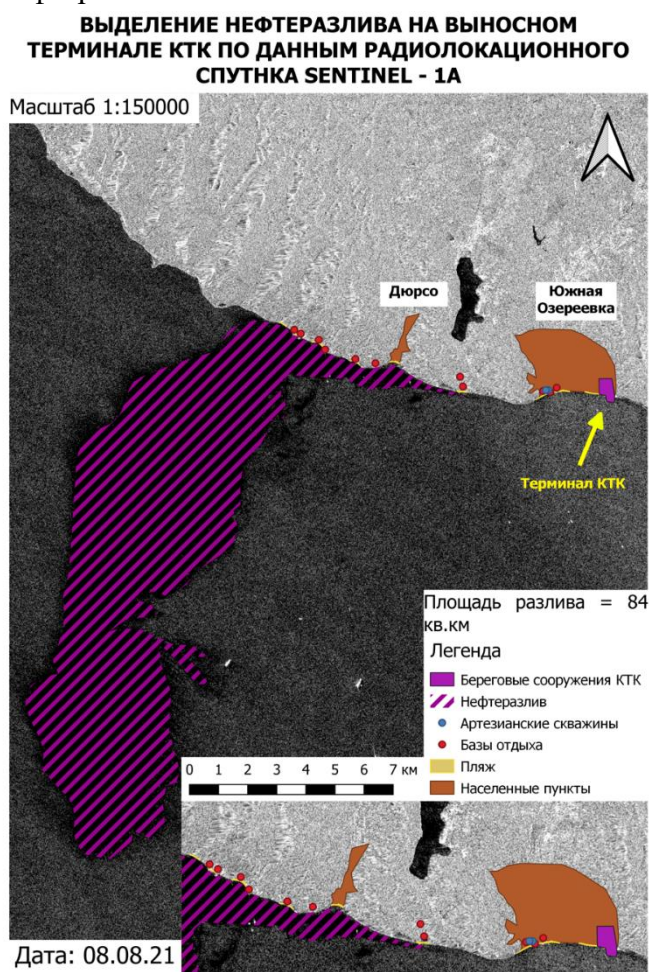 ВЫДЕЛЕНИЕ НЕФТЕРАЗЛИВА НА ВЫНОСНОМ
ТЕРМИНАЛЕ КТК ПО ДАННЫМ РАДИОЛОКАЦИОННОГО
СПУТНКА SENTINEL - 1A
Масштаб 1:150000
Дюрсо
Южная
Озереевка
Терминал КТК
Площадь разлива = 84
кв.км
Легенда
Береговые сооружения КТК
Нефтеразлив
Артезианские скважины
Базы отдыха
Пляж
Населенные пункты
0 1 2 3 4 5 6 7 км
Дата: 08.08.21